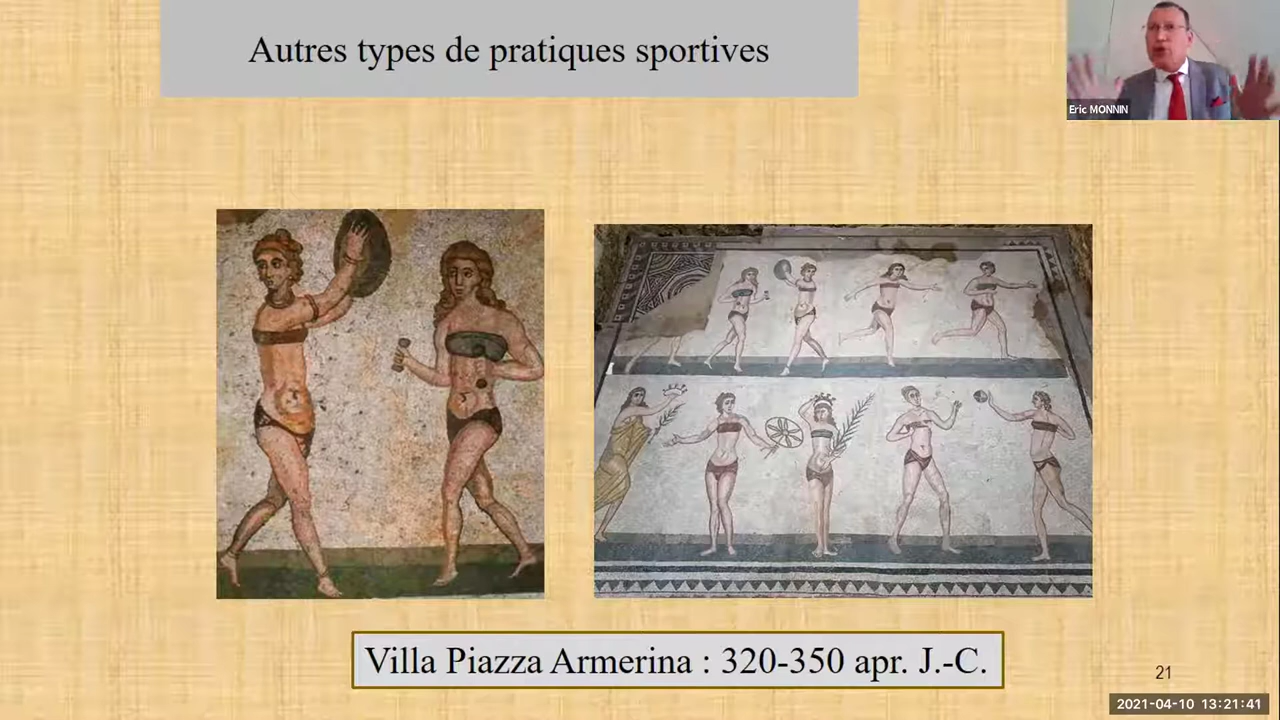 Autres types de pratiques sportives
Eric MONNIN
Villa Piazza Armerina : 320-350 apr. J.-C.
21
2021-04-10 13:21:41